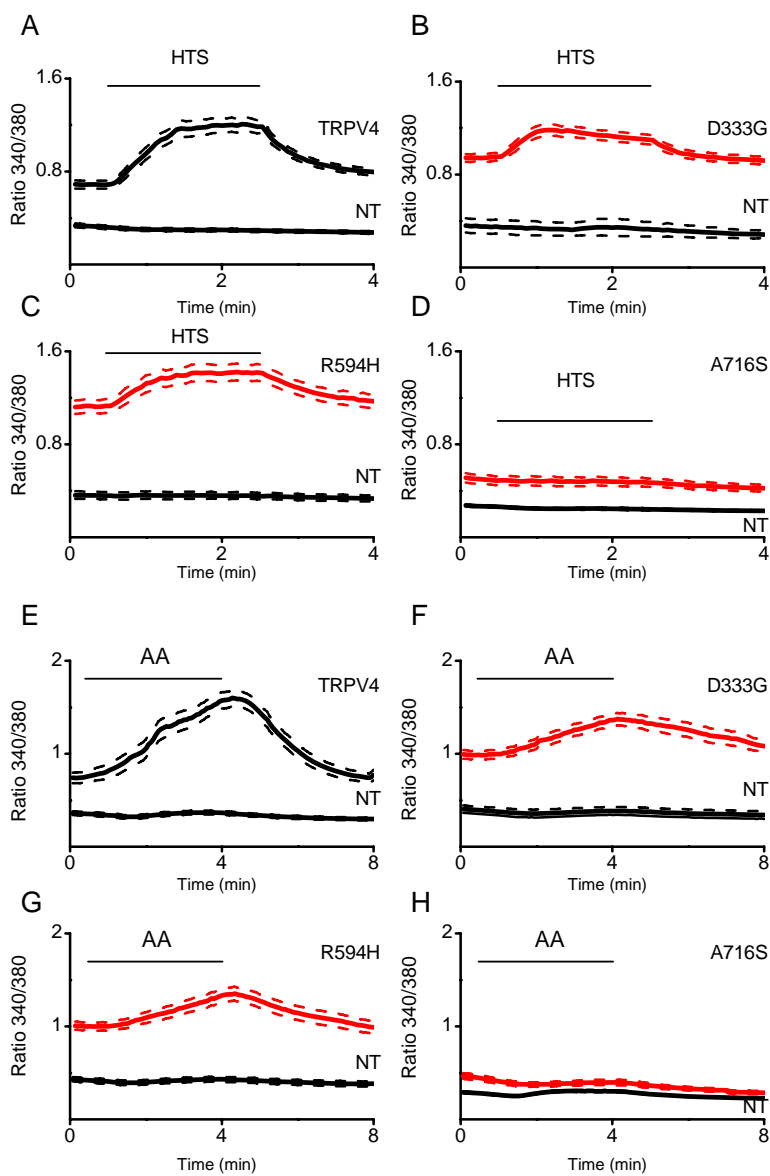 A
B
HTS
HTS
1.6
1.6
TRPV4
D333G
Ratio 340/380
0.8
Ratio 340/380
0.8
NT
NT
0
2
4
0
2
4
Time (min)
Time (min)
C
D
HTS
1.6
R594H
1.6
A716S
HTS
Ratio 340/380
0.8
Ratio 340/380
0.8
NT
NT
0
2
4
0
2
4
Time (min)
Time (min)
E
F
AA
AA
2
2
TRPV4
D333G
Ratio 340/380
1
Ratio 340/380
1
NT
NT
0
4
8
0
4
8
Time (min)
Time (min)
G
H
AA
AA
2
2
R594H
A716S
Ratio 340/380
1
Ratio 340/380
1
NT
NT
0
4
8
0
4
8
Time (min)
Time (min)